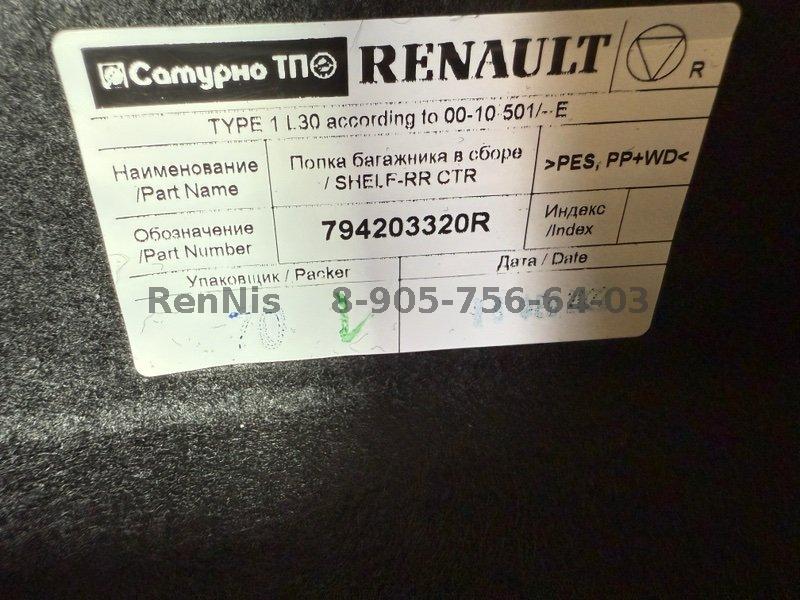 Сатурно ТП
RENAULT
R
TYPE 1 L30 according to 00-10-501/--E
Наименование
/Part Name
Полка багажника в сборе
/ SHELF-RR CTR
>PES, PP+WD<
Обозначение
/Part Number
794203320R
Индекс
/Index
Упаковщик / Packer
Дата / Date
RenNis 8-905-756-64-03